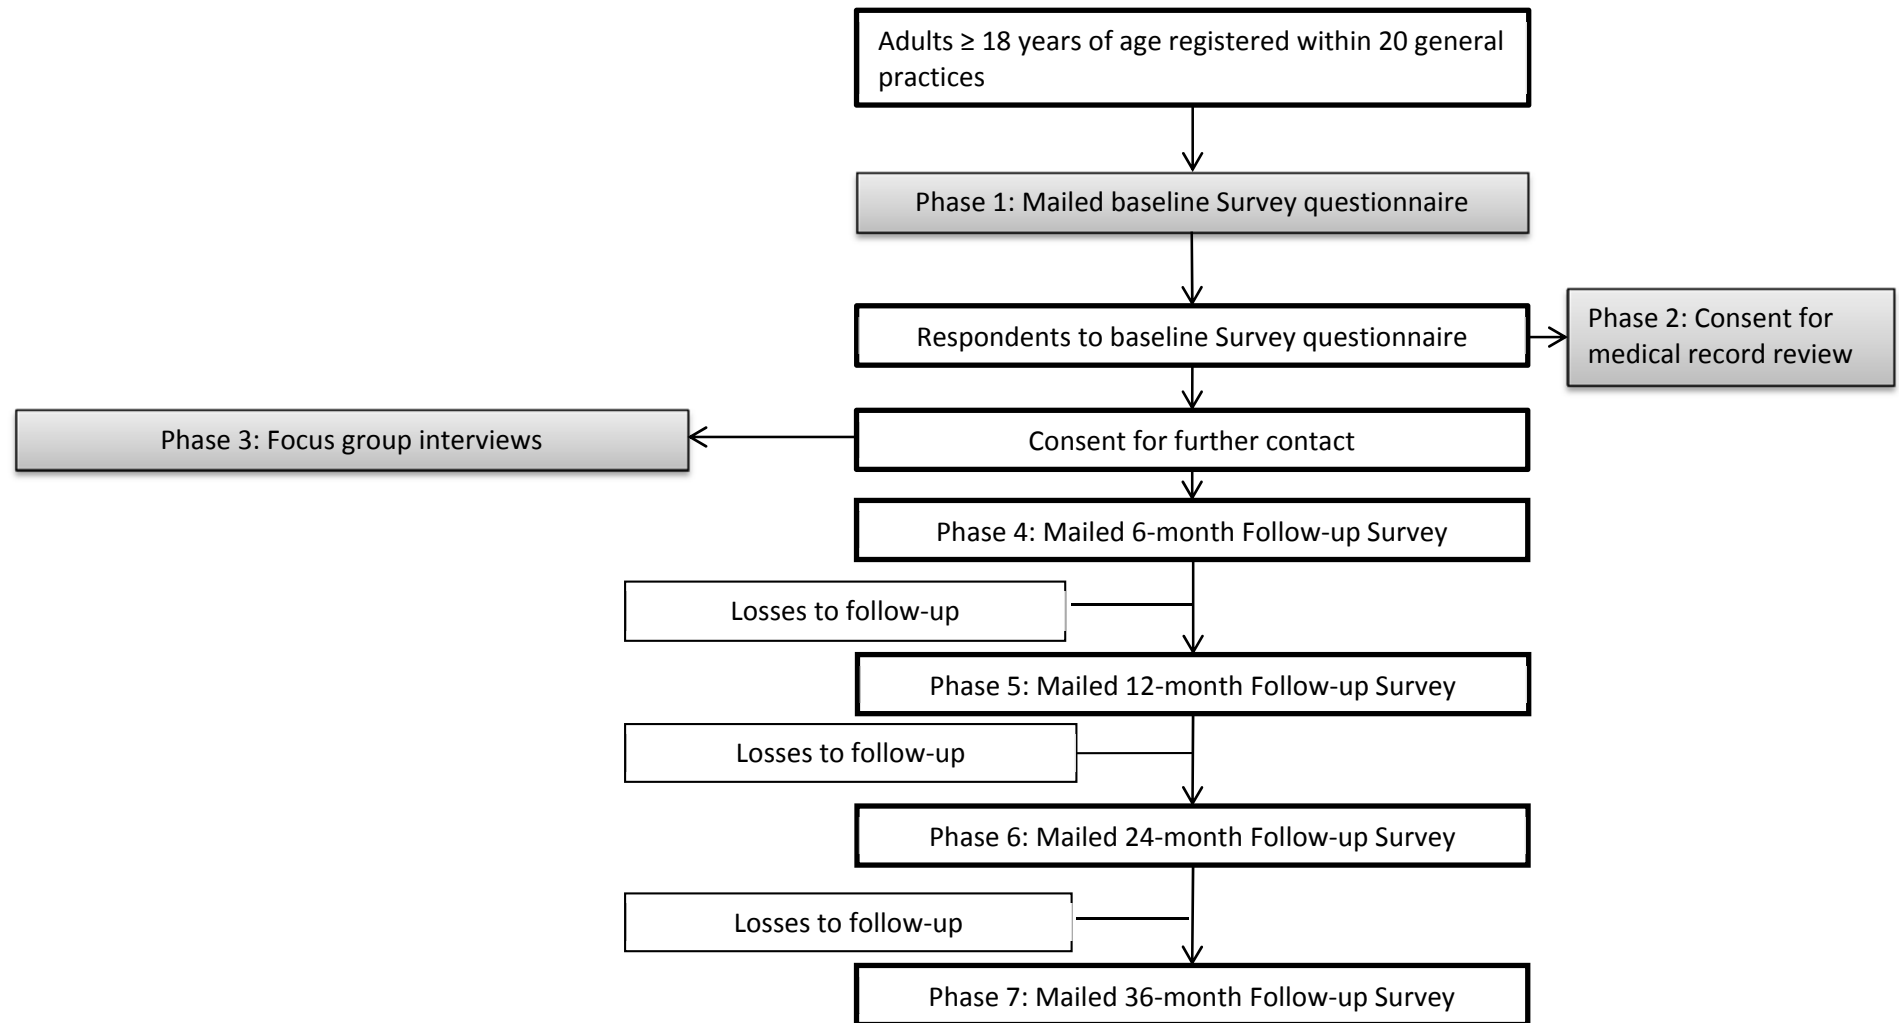 Adults ≥ 18 years of age registered within 20 general
practices
Phase 1: Mailed baseline Survey questionnaire
Respondents to baseline Survey questionnaire
Phase 2: Consent for
medical record review
Consent for further contact
Phase 3: Focus group interviews
Phase 4: Mailed 6-month Follow-up Survey
Losses to follow-up
Phase 5: Mailed 12-month Follow-up Survey
Losses to follow-up
Phase 6: Mailed 24-month Follow-up Survey
Losses to follow-up
Phase 7: Mailed 36-month Follow-up Survey